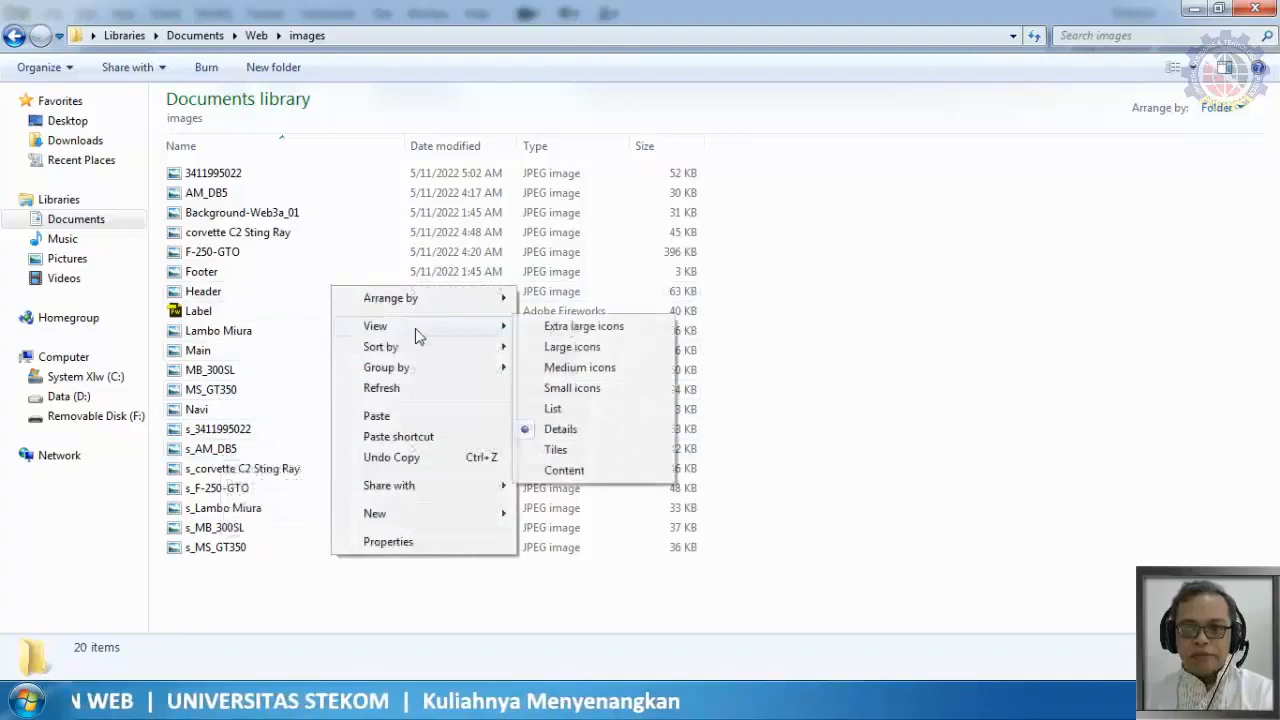 Libraries Documents Web images
Search images
Organize Share with Burn New folder
Favorites
Desktop
Downloads
Recent Places
Libraries
Documents
Music
Pictures
Videos
Homegroup
Computer
System Xlw (C:)
Data (D:)
Removable Disk (F:)
Network
Documents library
images
Arrange by: Folder
Name Date modified Type Size
3411995022 5/11/2022 5:02 AM JPEG image 52 KB
AM_DB5 5/11/2022 4:17 AM JPEG image 30 KB
Background-Web3a_01 5/11/2022 1:45 AM JPEG image 31 KB
corvette C2 Sting Ray 5/11/2022 4:48 AM JPEG image 45 KB
F-250-GTO 5/11/2022 4:20 AM JPEG image 396 KB
Footer 5/11/2022 1:45 AM JPEG image 3 KB
Header JPEG image 63 KB
Label Adobe Fireworks 40 KB
Lambo Miura
Main
MB_300SL
MS_GT350
Navi
s_3411995022
s_AM_DB5
s_corvette C2 Sting Ray
s_F-250-GTO JPEG image 48 KB
s_Lambo Miura JPEG image 33 KB
s_MB_300SL JPEG image 37 KB
s_MS_GT350 JPEG image 36 KB
Arrange by
View
Sort by
Group by
Refresh
Paste
Paste shortcut
Undo Copy Ctrl+Z
Share with
New
Properties
Extra large icons
Large icons
Medium icons
Small icons
List
Details
Tiles
Content
20 items
N WEB | UNIVERSITAS STEKOM | Kuliahnya Menyenangkan